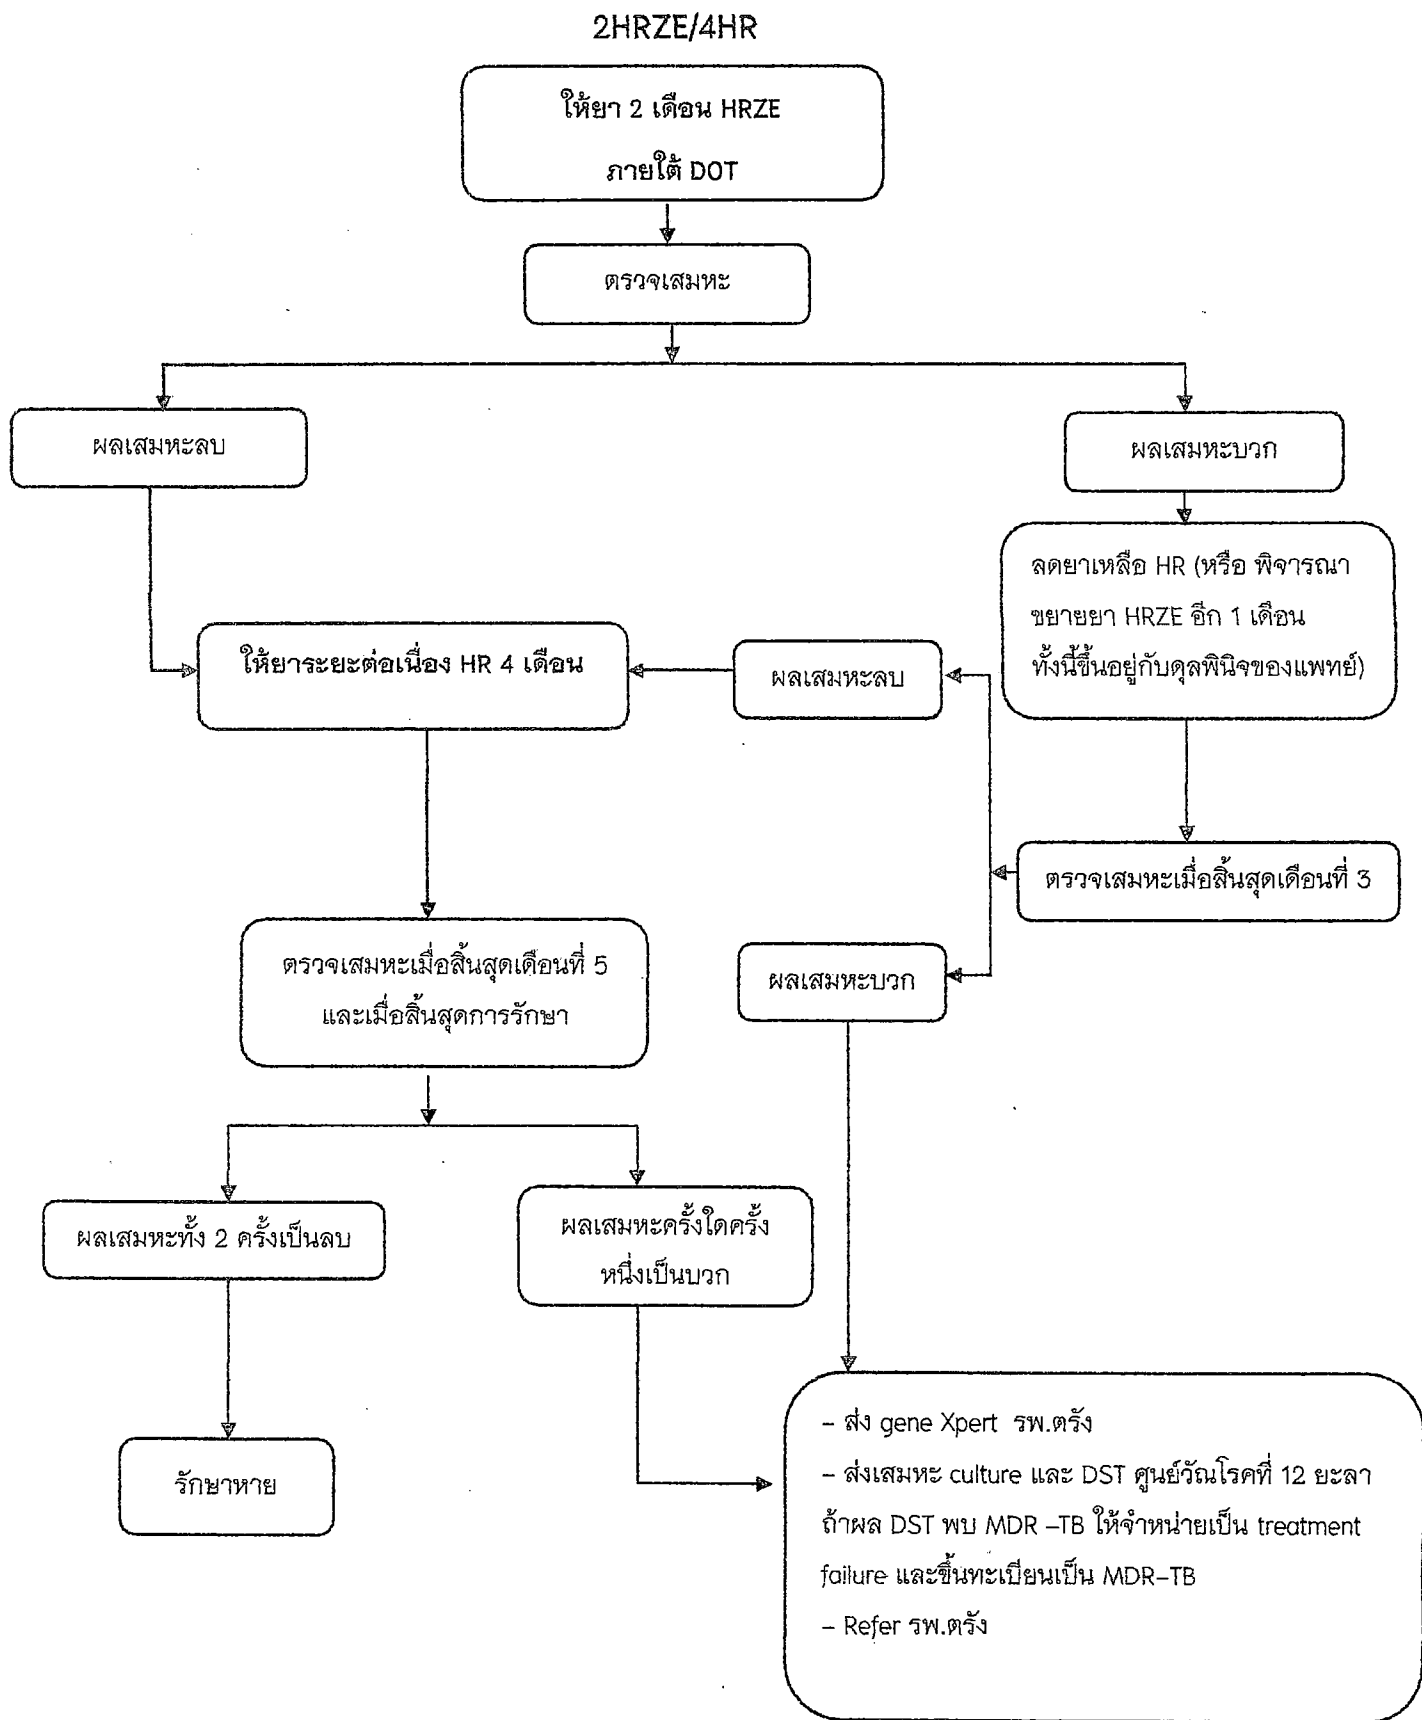 2HRZE/4HR
ให้ยา 2 เดือน HRZE
ภายใต้ DOT
ตรวจเสมหะ
ผลเสมหะลบ
ผลเสมหะบวก
ลดยาเหลือ HR (หรือ พิจารณา
ขยายยา HRZE อีก 1 เดือน
ทั้งนี้ขึ้นอยู่กับดุลพินิจของแพทย์)
ให้ยาระยะต่อเนื่อง HR 4 เดือน
ผลเสมหะลบ
ตรวจเสมหะเมื่อสิ้นสุดเดือนที่ 3
ผลเสมหะบวก
ตรวจเสมหะเมื่อสิ้นสุดเดือนที่ 5
และเมื่อสิ้นสุดการรักษา
ผลเสมหะทั้ง 2 ครั้งเป็นลบ
ผลเสมหะครั้งใดครั้ง
หนึ่งเป็นบวก
รักษาหาย
– ส่ง gene Xpert รพ.ตรัง
– ส่งเสมหะ culture และ DST ศูนย์วัณโรคที่ 12 ยะลา
ถ้าผล DST พบ MDR –TB ให้จำหน่ายเป็น treatment
failure และขึ้นทะเบียนเป็น MDR–TB
– Refer รพ.ตรัง